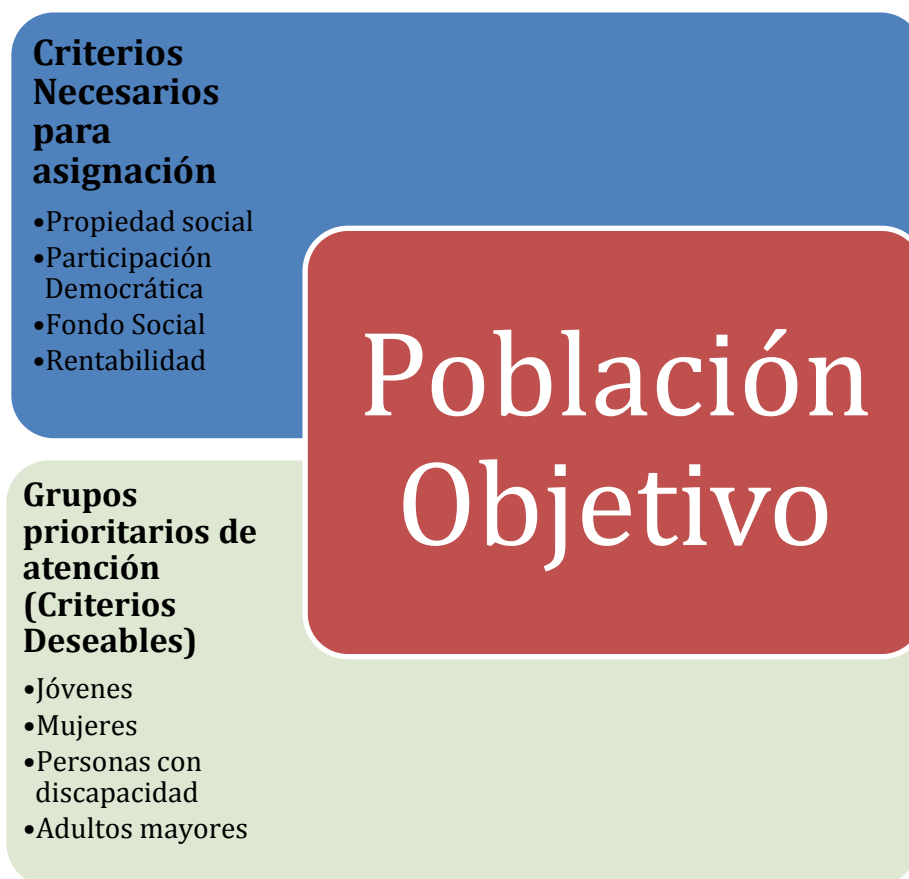 Criterios
Necesarios
para
asignación
•Propiedad social
•Participación
Democrática
•Fondo Social
•Rentabilidad
Población
Objetivo
Grupos
prioritarios de
atención
(Criterios
Deseables)
•Jóvenes
•Mujeres
•Personas con
discapacidad
•Adultos mayores